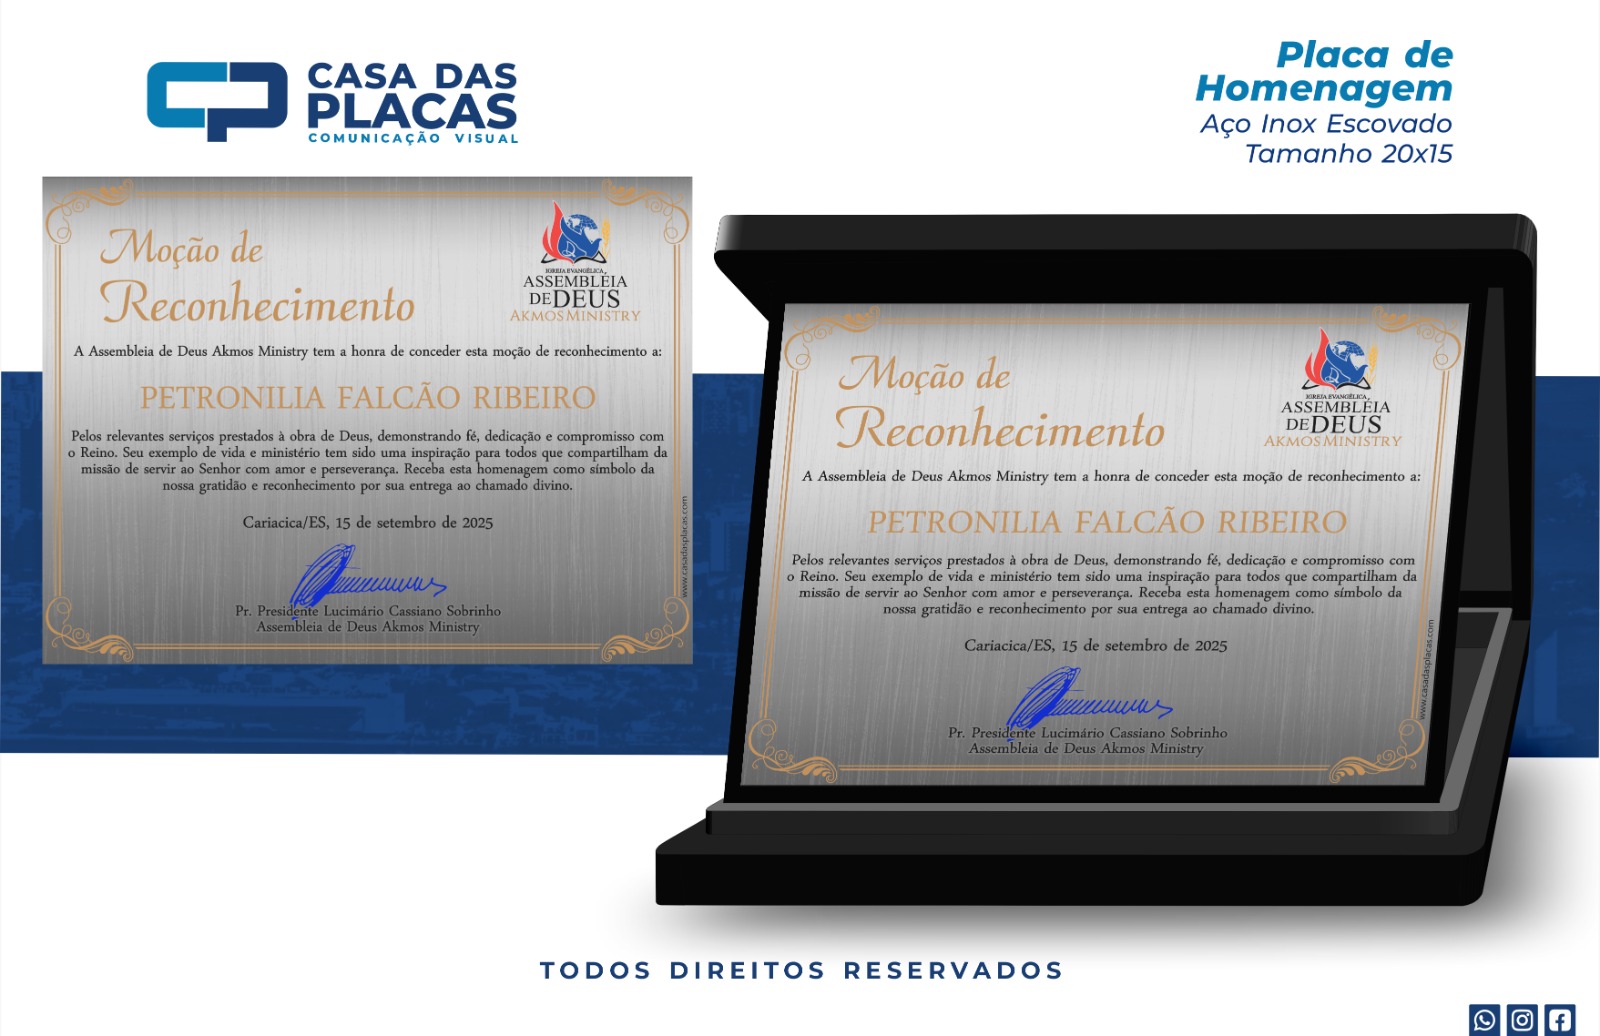 CASA DAS
PLACAS
COMUNICAÇÃO VISUAL
Placa de
Homenagem
Aço Inox Escovado
Tamanho 20x15
Moção de
Reconhecimento
IGREJA EVANGÉLICA
ASSEMBLÉIA
DE DEUS
AKMOS MINISTRY
A Assembleia de Deus Akmos Ministry tem a honra de conceder esta moção de reconhecimento a:
PETRONILIA FALCÃO RIBEIRO
Pelos relevantes serviços prestados à obra de Deus, demonstrando fé, dedicação e compromisso com
o Reino. Seu exemplo de vida e ministério tem sido uma inspiração para todos que compartilham da
missão de servir ao Senhor com amor e perseverança. Receba esta homenagem como símbolo da
nossa gratidão e reconhecimento por sua entrega ao chamado divino.
Cariacica/ES, 15 de setembro de 2025
Pr. Presidente Lucimário Cassiano Sobrinho
Assembleia de Deus Akmos Ministry
www.casadasplacas.com
Moção de
Reconhecimento
IGREJA EVANGÉLICA
ASSEMBLÉIA
DE DEUS
AKMOS MINISTRY
A Assembleia de Deus Akmos Ministry tem a honra de conceder esta moção de reconhecimento a:
PETRONILIA FALCÃO RIBEIRO
Pelos relevantes serviços prestados à obra de Deus, demonstrando fé, dedicação e compromisso com
o Reino. Seu exemplo de vida e ministério tem sido uma inspiração para todos que compartilham da
missão de servir ao Senhor com amor e perseverança. Receba esta homenagem como símbolo da
nossa gratidão e reconhecimento por sua entrega ao chamado divino.
Cariacica/ES, 15 de setembro de 2025
Pr. Presidente Lucimário Cassiano Sobrinho
Assembleia de Deus Akmos Ministry
www.casadasplacas.com
TODOS DIREITOS RESERVADOS